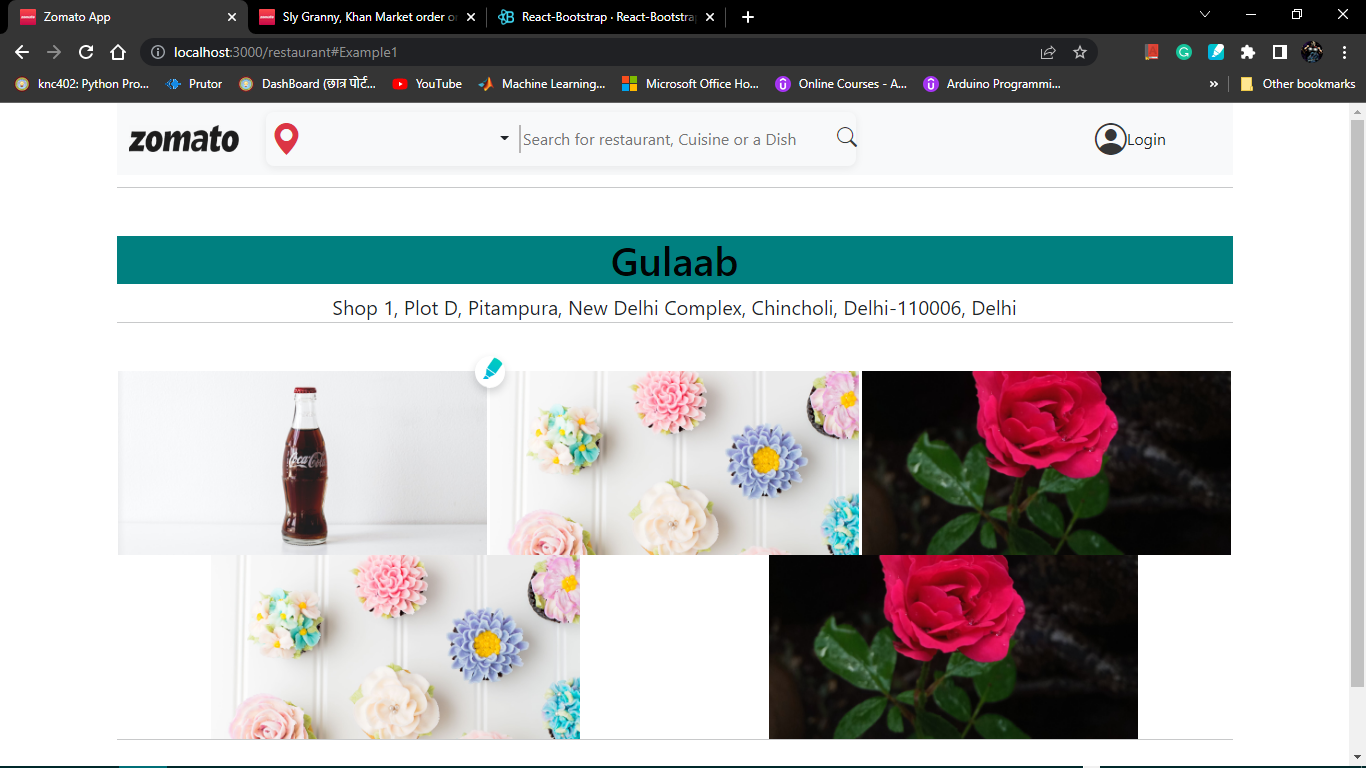 Zomato App
Sly Granny, Khan Market order o
React-Bootstrap · React-Bootstra
localhost:3000/restaurant#Example1
knc402: Python Pro...
Prutor
DashBoard (छात्र पोर्ट...
YouTube
Machine Learning...
Microsoft Office Ho...
Online Courses - A...
Arduino Programmi...
»
Other bookmarks
zomato
Search for restaurant, Cuisine or a Dish
Login
Gulaab
Shop 1, Plot D, Pitampura, New Delhi Complex, Chincholi, Delhi-110006, Delhi
Coca-Cola